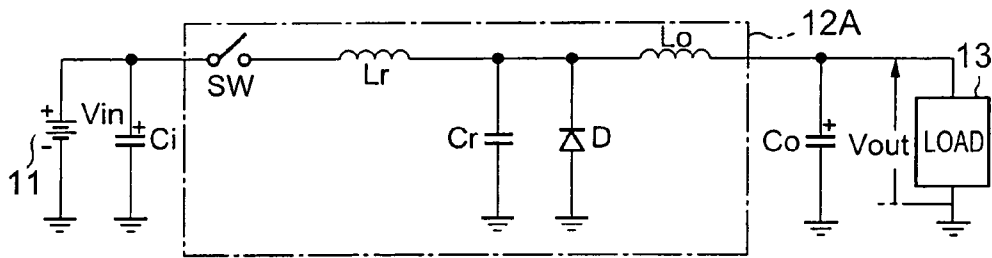 12A
Lo
13
SW
Lr
+
Vin
-
11
+
Ci
Cr
D
Co
+
Vout
LOAD